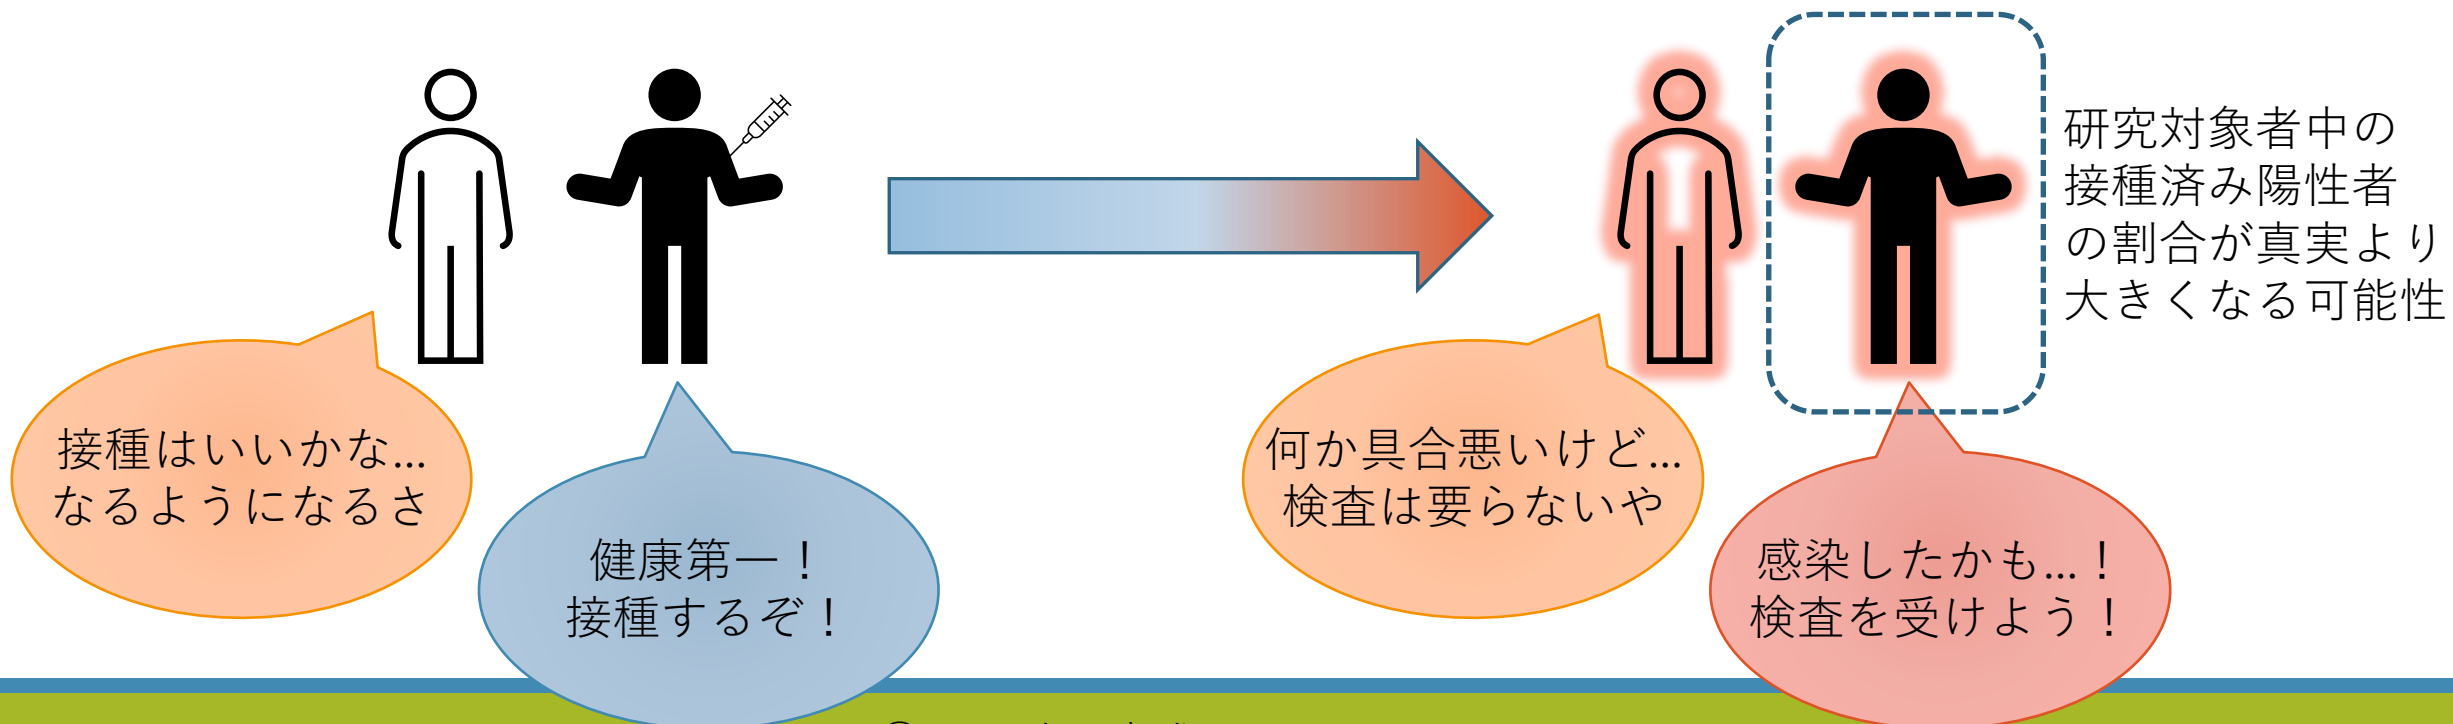 研究対象者中の
接種済み陽性者
の割合が真実より
大きくなる可能性
接種はいいかな…
なるようになるさ
健康第一！
接種するぞ！
何か具合悪いけど…
検査は要らないや
感染したかも…！
検査を受けよう！